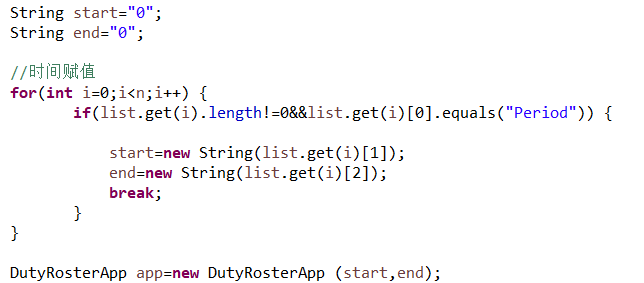 String start="0";
String end="0";
//时间赋值
for(int i=0;i<n;i++) {
if(list.get(i).length!=0&&list.get(i)[0].equals("Period")) {
start=new String(list.get(i)[1]);
end=new String(list.get(i)[2]);
break;
}
}
DutyRosterApp app=new DutyRosterApp (start,end);